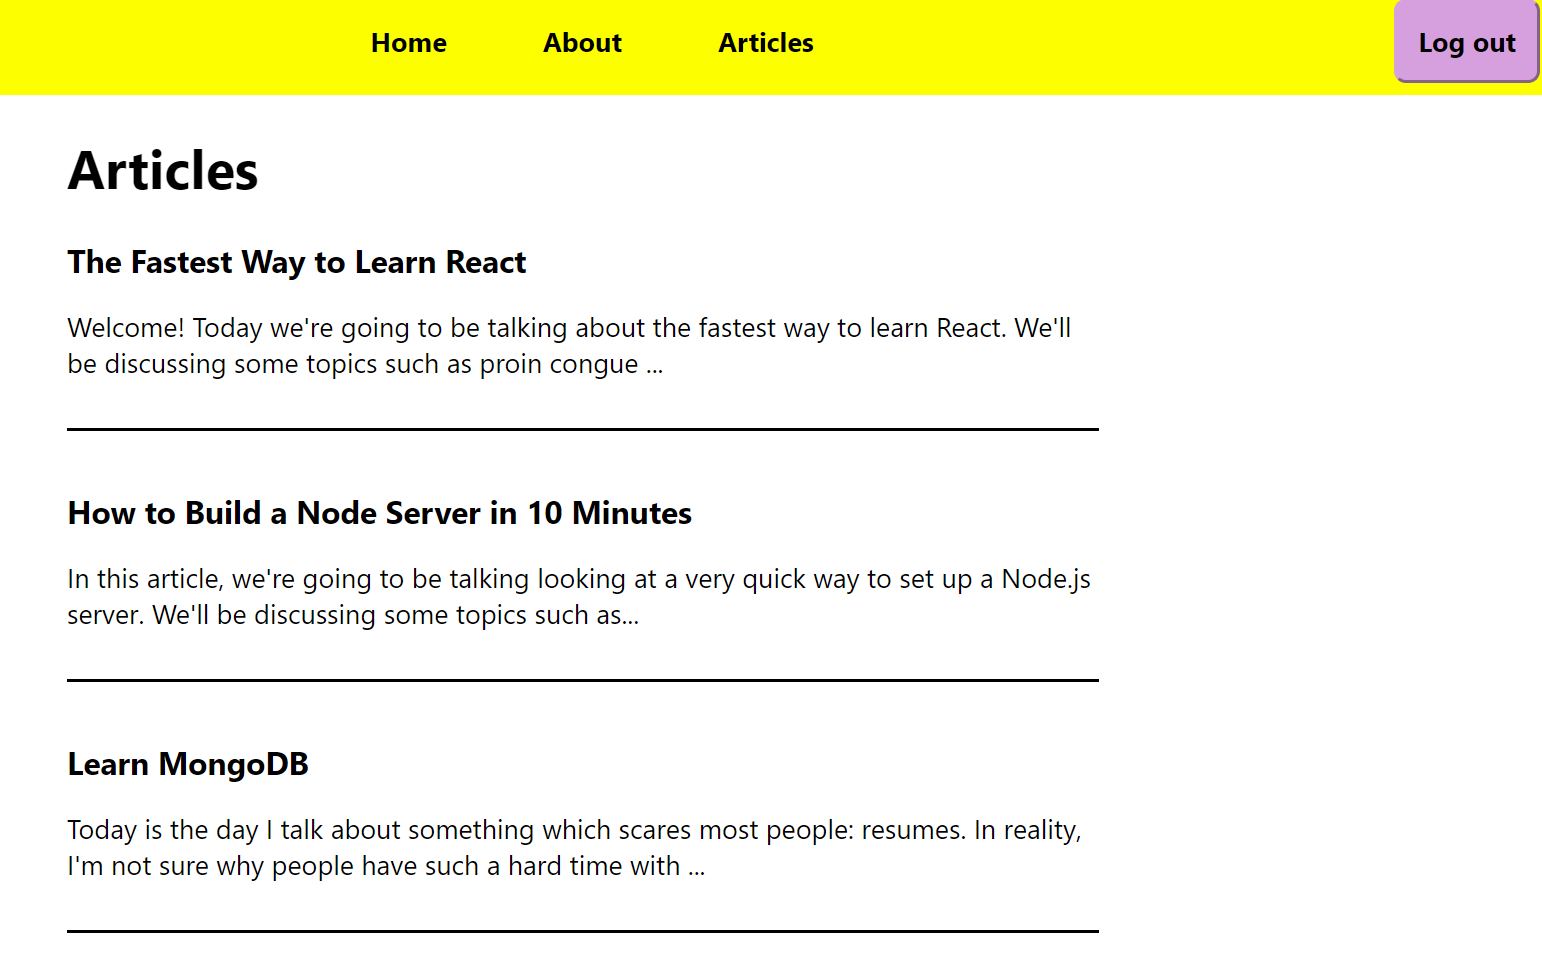 Home About Articles Log out
Articles
The Fastest Way to Learn React
Welcome! Today we're going to be talking about the fastest way to learn React. We'll
be discussing some topics such as proin congue ...
How to Build a Node Server in 10 Minutes
In this article, we're going to be talking looking at a very quick way to set up a Node.js
server. We'll be discussing some topics such as...
Learn MongoDB
Today is the day I talk about something which scares most people: resumes. In reality,
I'm not sure why people have such a hard time with ...